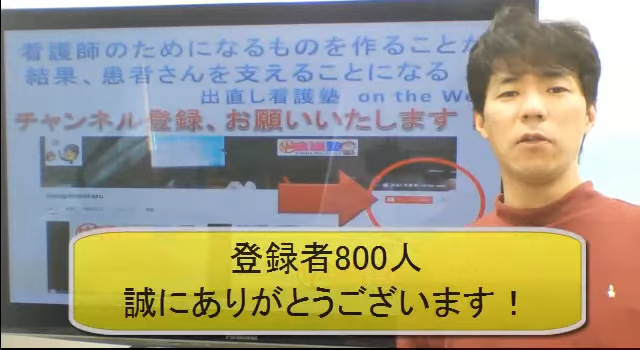 看護師のためになるものを作ることが
結果、患者さんを支えることになる
出直し看護塾 on the We
チャンネル登録、お願いいたします
登録者800人
誠にありがとうございます！